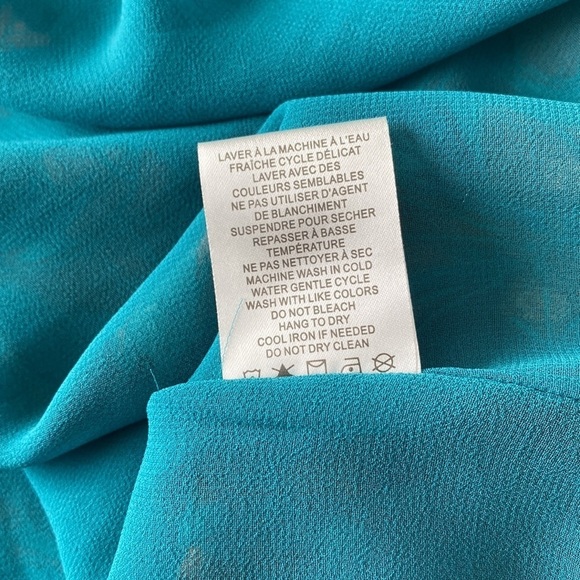 LAVER À LA MACHINE À L'EAU
FRAÎCHE CYCLE DÉLICAT
LAVER AVEC DES
COULEURS SEMBLABLES
NE PAS UTILISER D'AGENT
DE BLANCHIMENT
SUSPENDRE POUR SECHER
REPASSER À BASSE
TEMPÉRATURE
NE PAS NETTOYER À SEC
MACHINE WASH IN COLD
WATER GENTLE CYCLE
WASH WITH LIKE COLORS
DO NOT BLEACH
HANG TO DRY
COOL IRON IF NEEDED
DO NOT DRY CLEAN